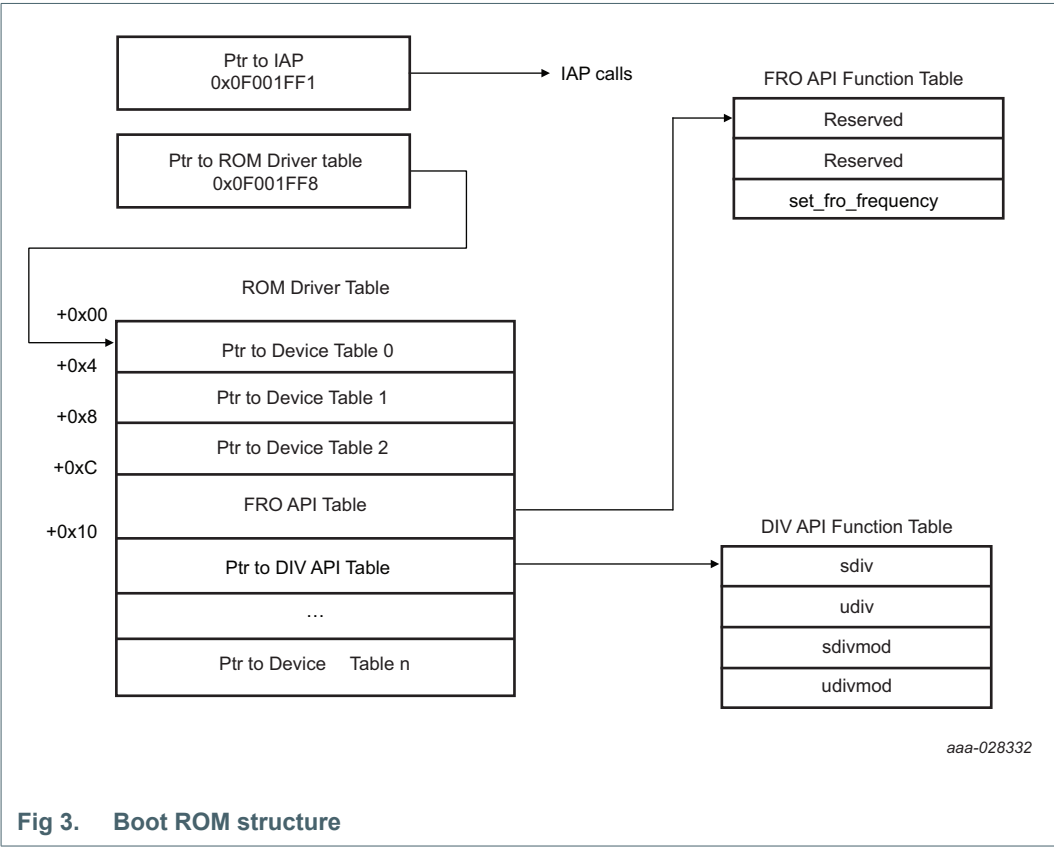 Ptr to IAP
0x0F001FF1
IAP calls
FRO API Function Table
Reserved
Reserved
set_fro_frequency
Ptr to ROM Driver table
0x0F001FF8
ROM Driver Table
+0x00
Ptr to Device Table 0
+0x4
Ptr to Device Table 1
+0x8
Ptr to Device Table 2
+0xC
FRO API Table
+0x10
Ptr to DIV API Table
...
Ptr to Device Table n
DIV API Function Table
sdiv
udiv
sdivmod
udivmod
aaa-028332
Fig 3. Boot ROM structure